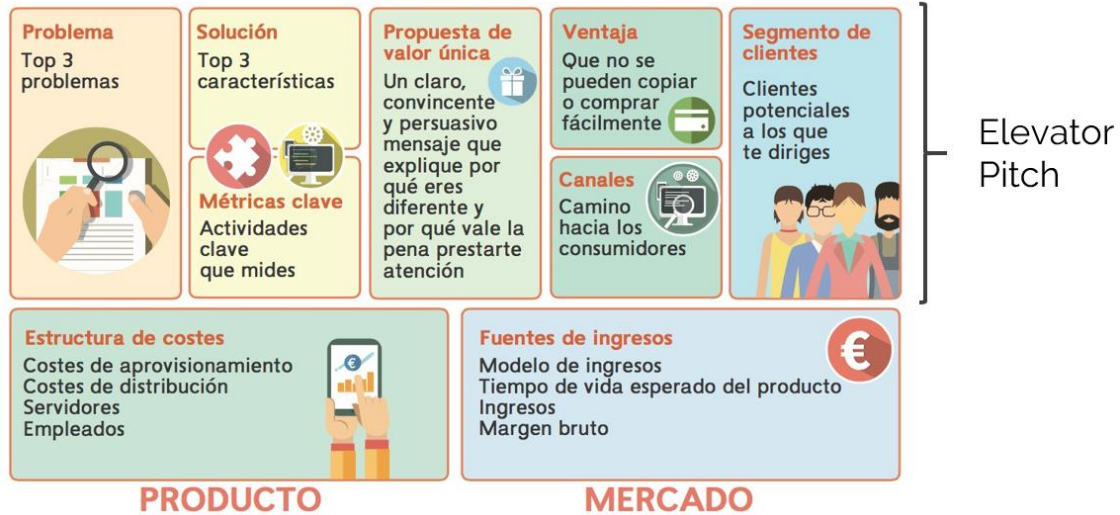 Problema
Top 3
problemas
Solución
Top 3
características
Métricas clave
Actividades
clave
que mides
Propuesta de
valor única
Un claro,
convincente
y persuasivo
mensaje que
explique por
qué eres
diferente y
por qué vale la
pena prestarte
atención
Ventaja
Que no se
pueden copiar
o comprar
fácilmente
Canales
Camino
hacia los
consumidores
Segmento de
clientes
Clientes
potenciales
a los que
te diriges
Elevator
Pitch
Estructura de costes
Costes de aprovisionamiento
Costes de distribución
Servidores
Empleados
€
Fuentes de ingresos
Modelo de ingresos
Tiempo de vida esperado del producto
Ingresos
Margen bruto
€
PRODUCTO
MERCADO